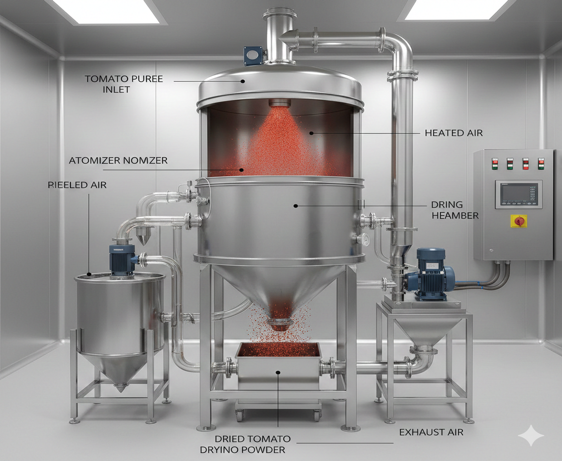 TOMATO PUREE
INLET
HEATED AIR
ATOMIZER NOMZER
PIEELED AIR
DRING
HEAMBER
DRIED TOMATO
DRYINO POWDER
EXHAUST AIR